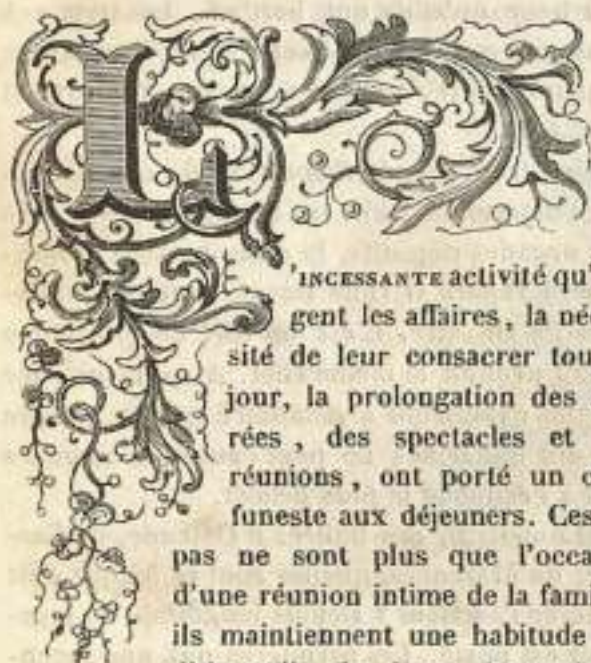 L
'INCESSANTE activité qu'
gent les affaires, la né
sité de leur consacrer tou
jour, la prolongation des
rées , des spectacles et
réunions , ont porté un c
funeste aux déjeuners. Ces
pas ne sont plus que l'occa
d'une réunion intime de la fami
ils maintiennent une habitude